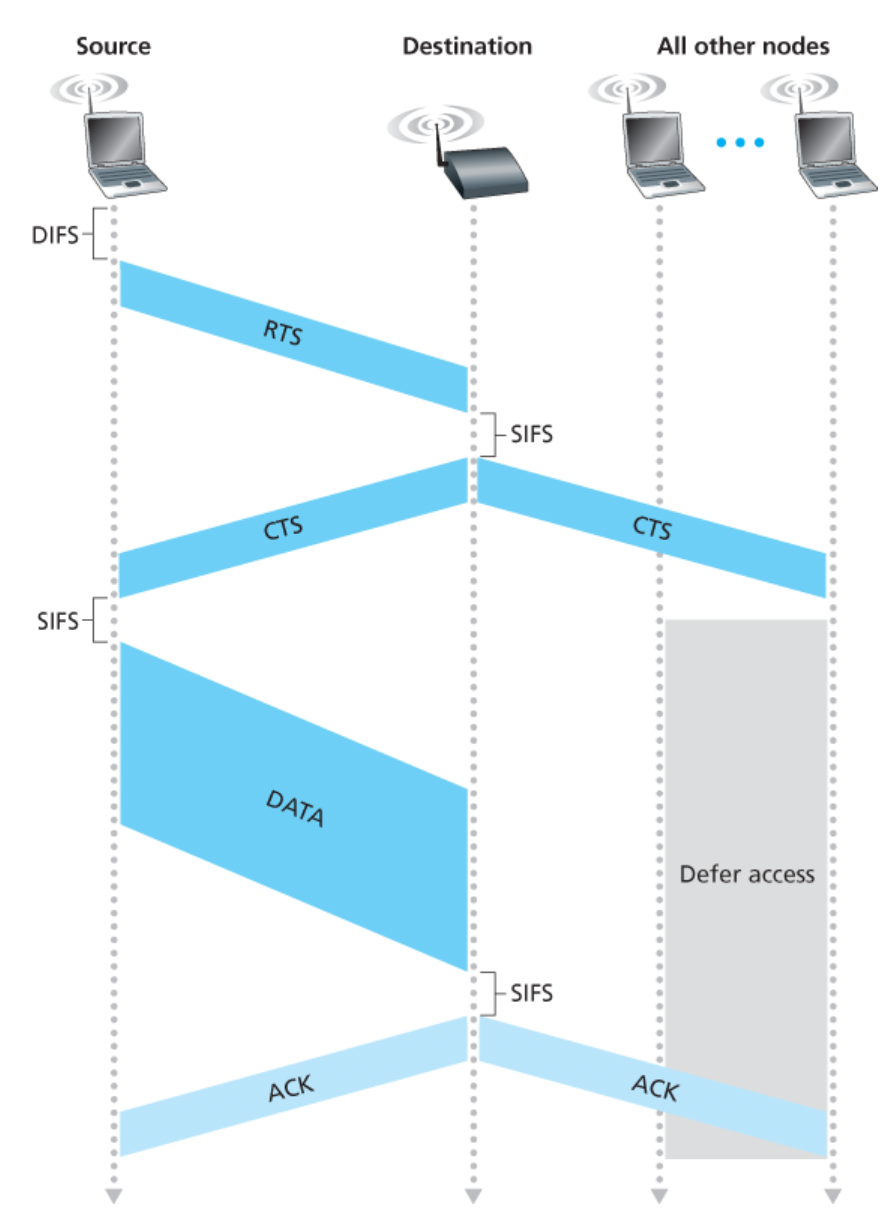 Source
Destination
All other nodes
DIFS
RTS
SIFS
CTS
CTS
SIFS
DATA
Defer access
SIFS
ACK
ACK